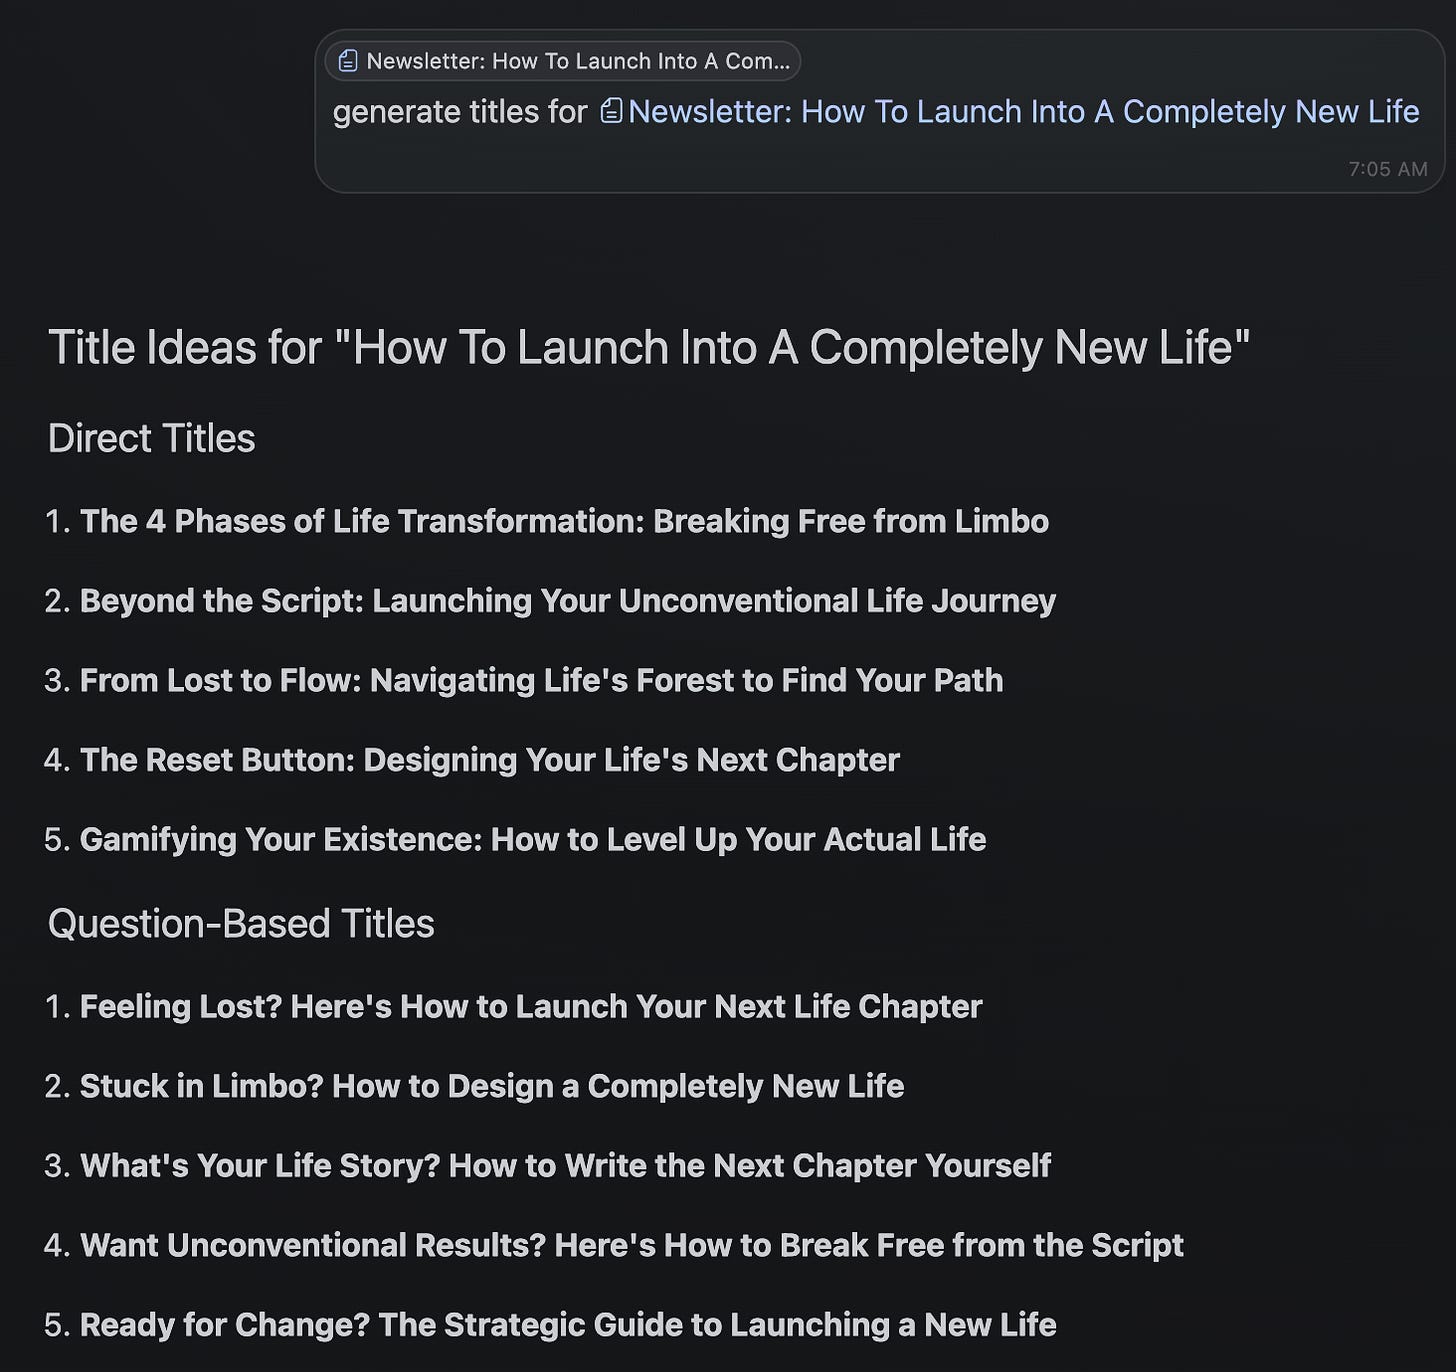 Newsletter: How To Launch Into A Com...
generate titles for Newsletter: How To Launch Into A Completely New Life
7:05 AM
Title Ideas for "How To Launch Into A Completely New Life"
Direct Titles
1. The 4 Phases of Life Transformation: Breaking Free from Limbo
2. Beyond the Script: Launching Your Unconventional Life Journey
3. From Lost to Flow: Navigating Life's Forest to Find Your Path
4. The Reset Button: Designing Your Life's Next Chapter
5. Gamifying Your Existence: How to Level Up Your Actual Life
Question-Based Titles
1. Feeling Lost? Here's How to Launch Your Next Life Chapter
2. Stuck in Limbo? How to Design a Completely New Life
3. What's Your Life Story? How to Write the Next Chapter Yourself
4. Want Unconventional Results? Here's How to Break Free from the Script
5. Ready for Change? The Strategic Guide to Launching a New Life